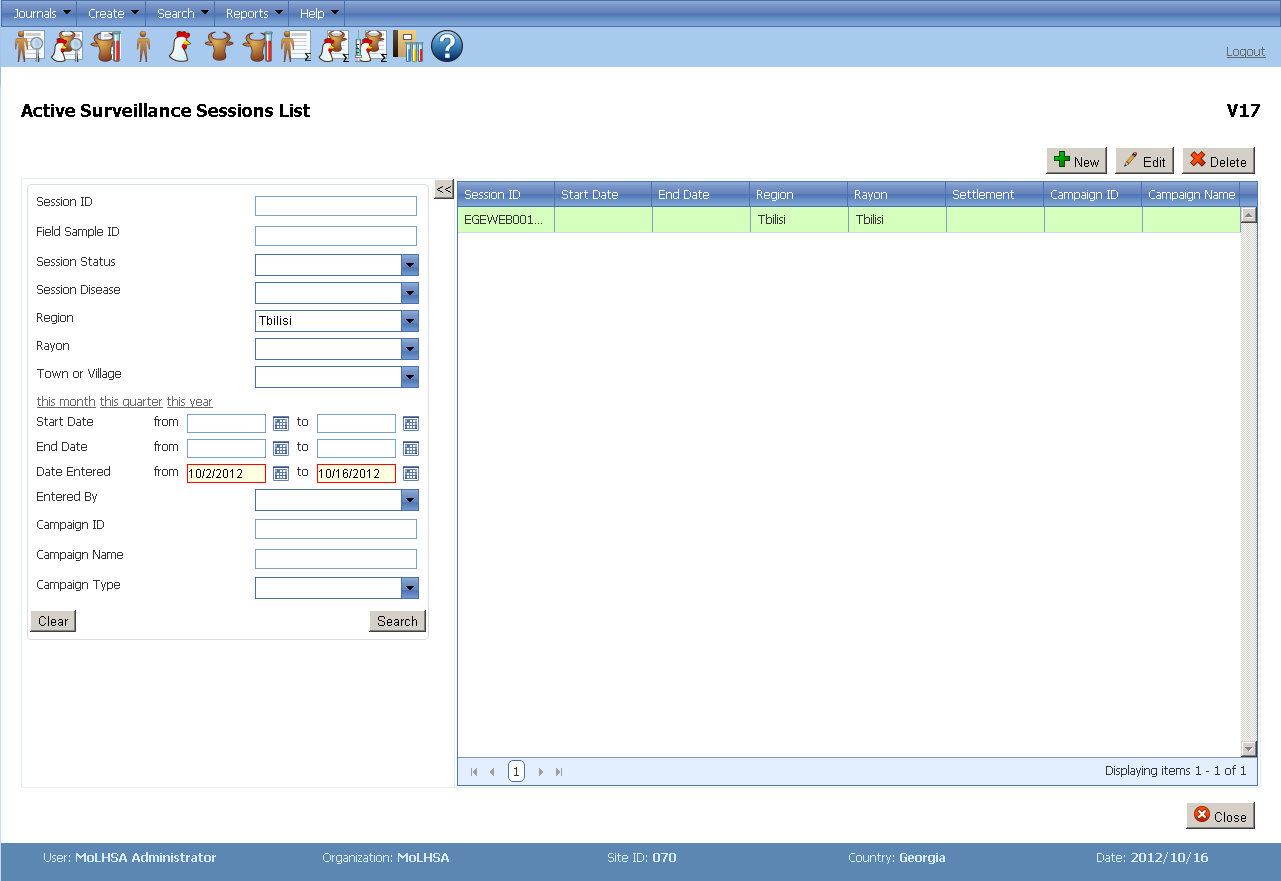 Journals Create Search Reports Help
Σ Σ Σ ? Logout
Active Surveillance Sessions List V17
New Edit Delete
<<
Session ID
Field Sample ID
Session Status
Session Disease
Region Tbilisi
Rayon
Town or Village
this month this quarter this year
Start Date from to
End Date from to
Date Entered from 10/2/2012 to 10/16/2012
Entered By
Campaign ID
Campaign Name
Campaign Type
Clear Search
Session ID Start Date End Date Region Rayon Settlement Campaign ID Campaign Name
EGEWEB001... Tbilisi Tbilisi
1 Displaying items 1 - 1 of 1
Close
User: MoLHSA Administrator Organization: MoLHSA Site ID: 070 Country: Georgia Date: 2012/10/16